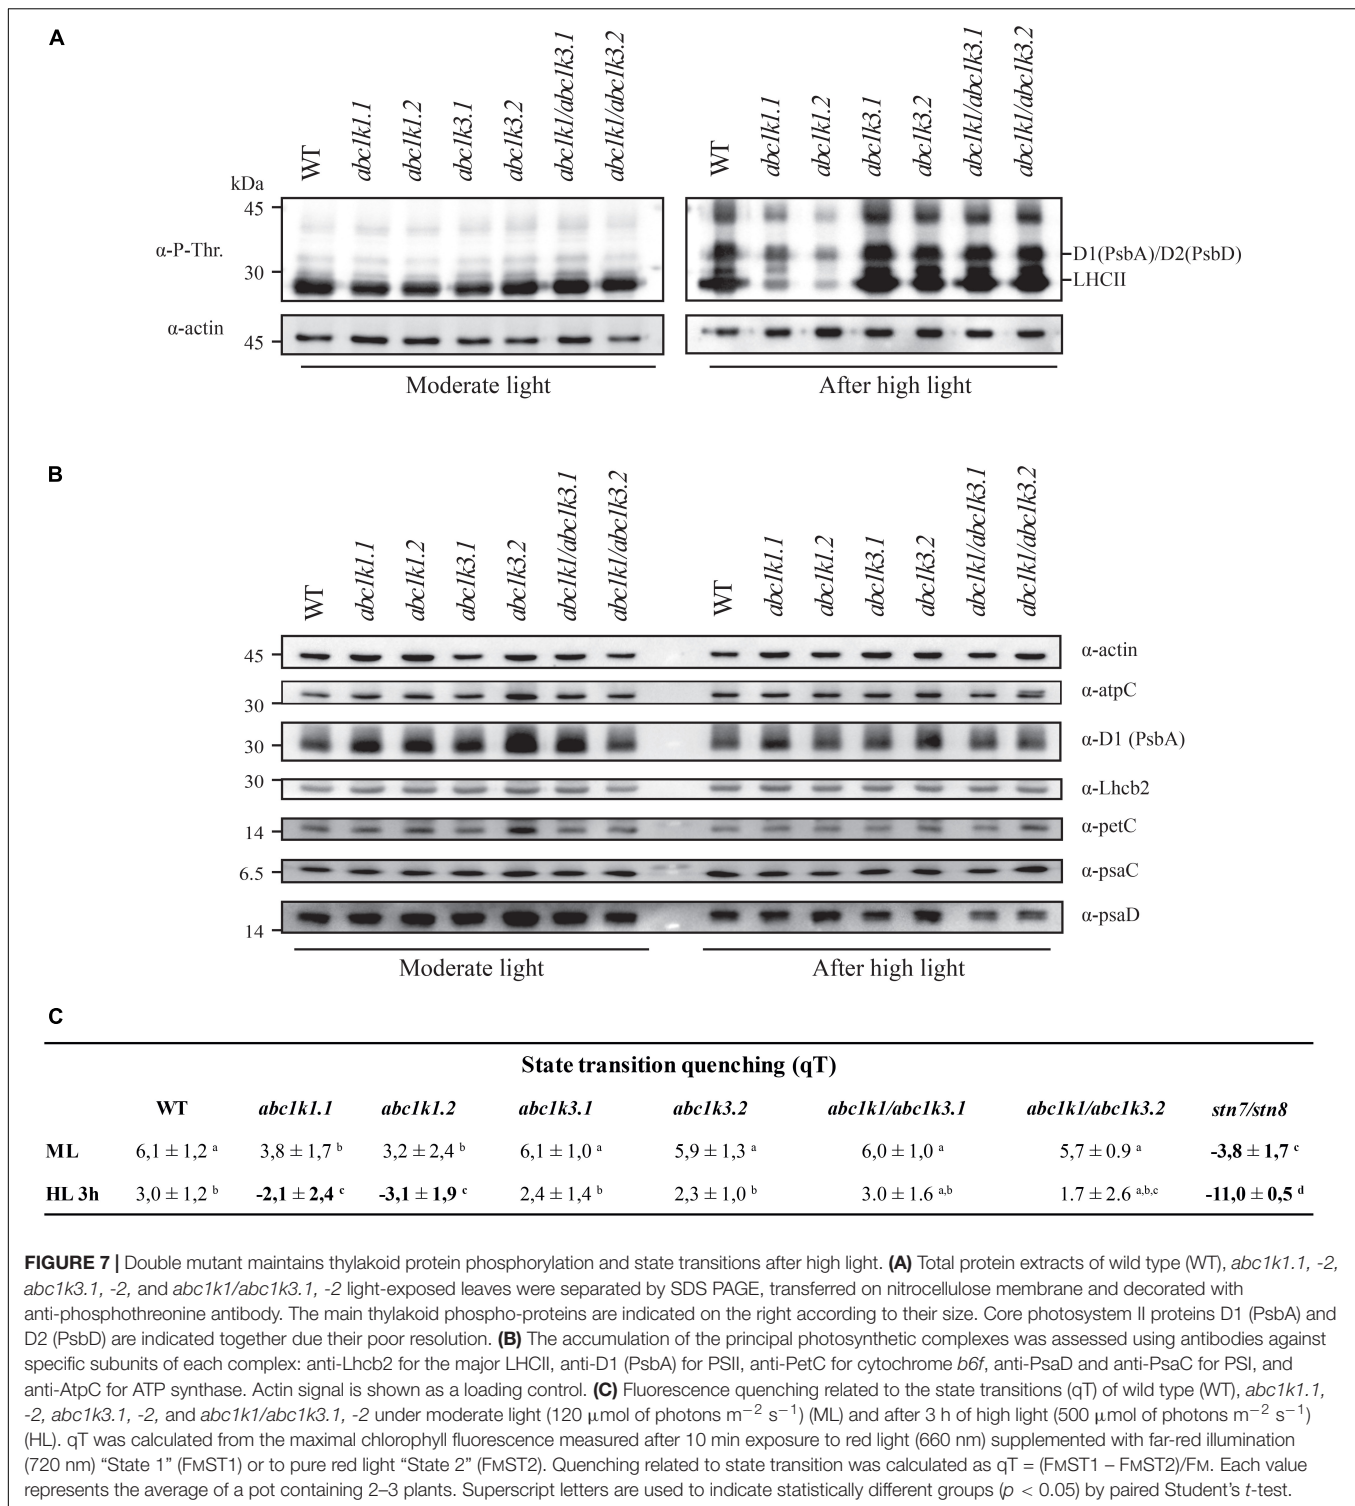 A
WT
abc1k1.1
abc1k1.2
abc1k3.1
abc1k3.2
abc1k1/abc1k3.1
abc1k1/abc1k3.2
WT
abc1k1.1
abc1k1.2
abc1k3.1
abc1k3.2
abc1k1/abc1k3.1
abc1k1/abc1k3.2
kDa
45
α-P-Thr.
30
D1(PsbA)/D2(PsbD)
LHCII
α-actin
45
Moderate light
After high light
B
WT
abc1k1.1
abc1k1.2
abc1k3.1
abc1k3.2
abc1k1/abc1k3.1
abc1k1/abc1k3.2
WT
abc1k1.1
abc1k1.2
abc1k3.1
abc1k3.2
abc1k1/abc1k3.1
abc1k1/abc1k3.2
45 α-actin
30 α-atpC
30 α-D1 (PsbA)
30 α-Lhcb2
14 α-petC
6.5 α-psaC
14 α-psaD
Moderate light
After high light
C
State transition quenching (qT)
WT abc1k1.1 abc1k1.2 abc1k3.1 abc1k3.2 abc1k1/abc1k3.1 abc1k1/abc1k3.2 stn7/stn8
ML 6,1 ± 1,2 a 3,8 ± 1,7 b 3,2 ± 2,4 b 6,1 ± 1,0 a 5,9 ± 1,3 a 6,0 ± 1,0 a 5,7 ± 0.9 a -3,8 ± 1,7 c
HL 3h 3,0 ± 1,2 b -2,1 ± 2,4 c -3,1 ± 1,9 c 2,4 ± 1,4 b 2,3 ± 1,0 b 3.0 ± 1.6 a,b 1.7 ± 2.6 a,b,c -11,0 ± 0,5 d
FIGURE 7 | Double mutant maintains thylakoid protein phosphorylation and state transitions after high light. (A) Total protein extracts of wild type (WT), abc1k1.1, -2,
abc1k3.1, -2, and abc1k1/abc1k3.1, -2 light-exposed leaves were separated by SDS PAGE, transferred on nitrocellulose membrane and decorated with
anti-phosphothreonine antibody. The main thylakoid phospho-proteins are indicated on the right according to their size. Core photosystem II proteins D1 (PsbA) and
D2 (PsbD) are indicated together due their poor resolution. (B) The accumulation of the principal photosynthetic complexes was assessed using antibodies against
specific subunits of each complex: anti-Lhcb2 for the major LHCII, anti-D1 (PsbA) for PSII, anti-PetC for cytochrome b6f, anti-PsaD and anti-PsaC for PSI, and
anti-AtpC for ATP synthase. Actin signal is shown as a loading control. (C) Fluorescence quenching related to the state transitions (qT) of wild type (WT), abc1k1.1,
-2, abc1k3.1, -2, and abc1k1/abc1k3.1, -2 under moderate light (120 μmol of photons m−2 s−1) (ML) and after 3 h of high light (500 μmol of photons m−2 s−1)
(HL). qT was calculated from the maximal chlorophyll fluorescence measured after 10 min exposure to red light (660 nm) supplemented with far-red illumination
(720 nm) “State 1” (FMST1) or to pure red light “State 2” (FMST2). Quenching related to state transition was calculated as qT = (FMST1 – FMST2)/FM. Each value
represents the average of a pot containing 2–3 plants. Superscript letters are used to indicate statistically different groups (p < 0.05) by paired Student’s t-test.